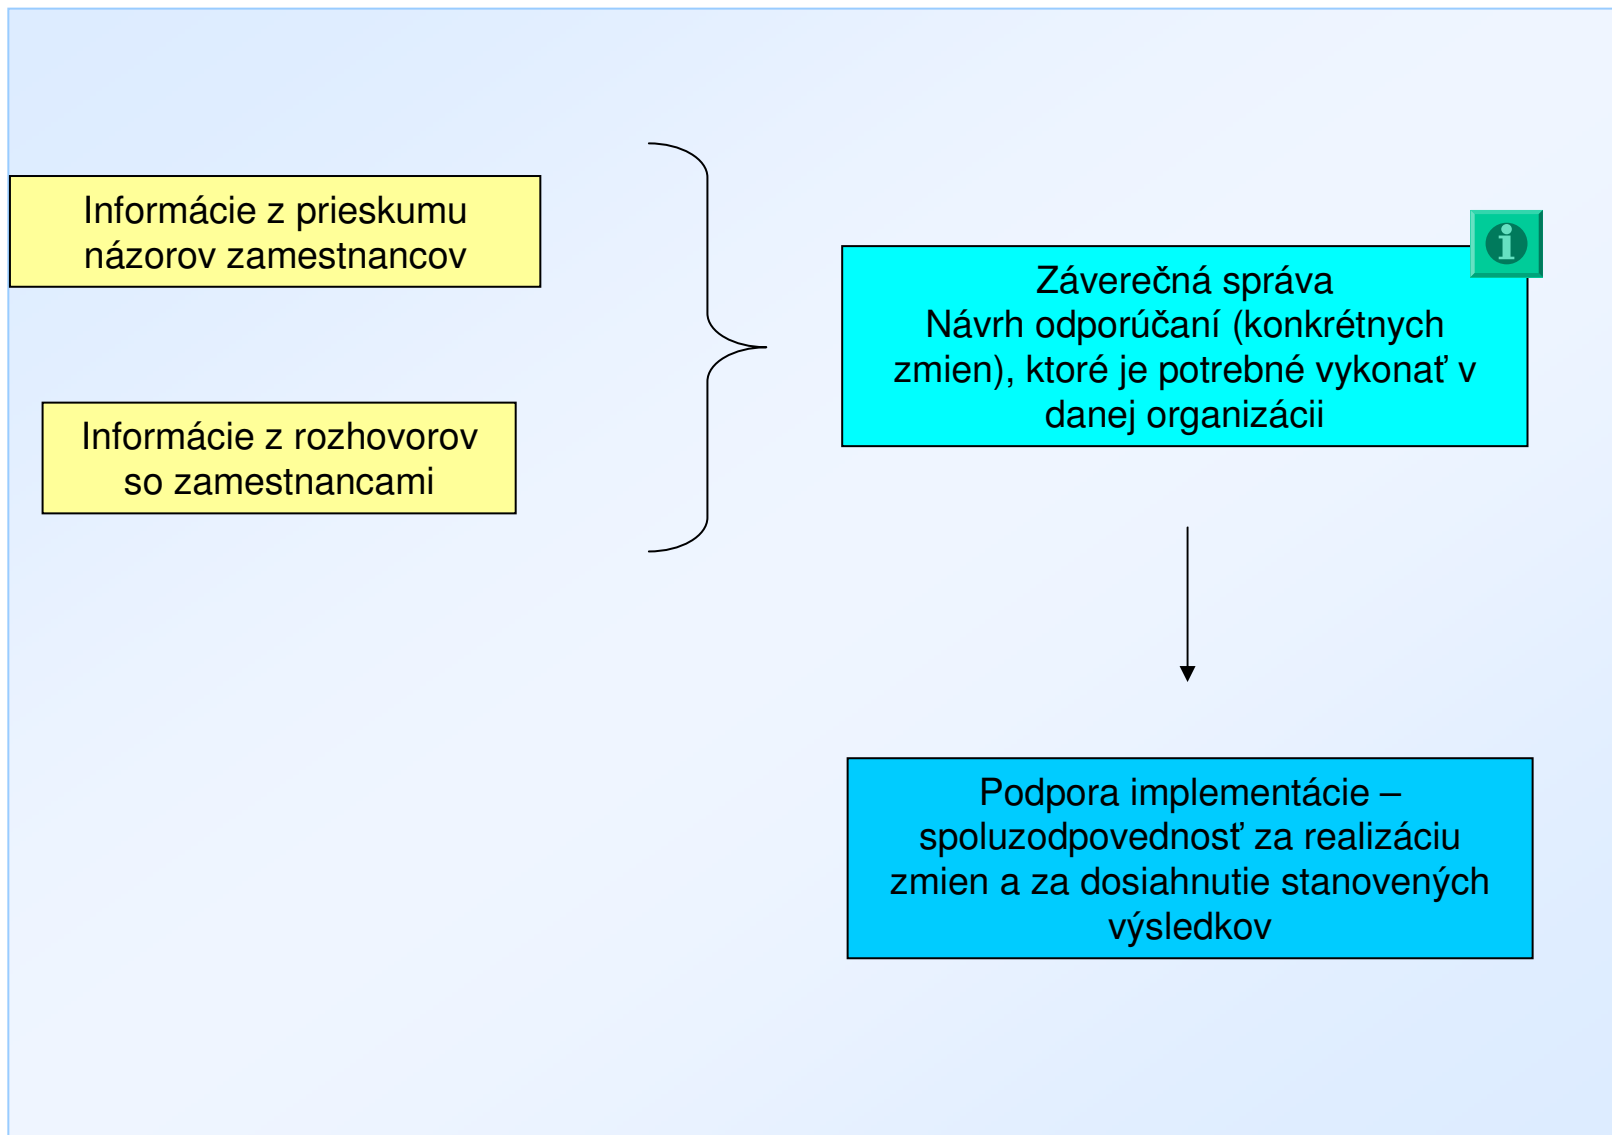 Informácie z prieskumu
názorov zamestnancov
Informácie z rozhovorov
so zamestnancami
Záverečná správa
Návrh odporúčaní (konkrétnych
zmien), ktoré je potrebné vykonať v
danej organizácii
Podpora implementácie –
spoluzodpovednosť za realizáciu
zmien a za dosiahnutie stanovených
výsledkov